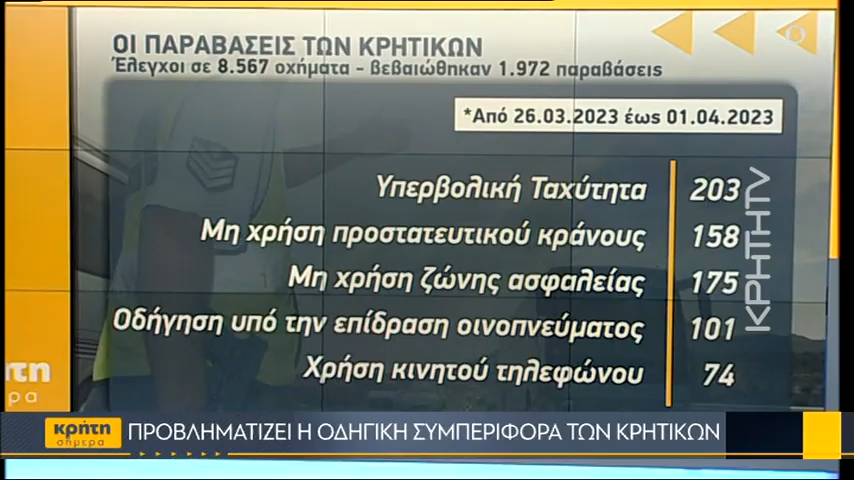 ΟΙ ΠΑΡΑΒΑΣΕΙΣ ΤΩΝ ΚΡΗΤΙΚΩΝ
Έλεγχοι σε 8.567 οχήματα – βεβαιώθηκαν 1.972 παραβάσεις
*Από 26.03.2023 έως 01.04.2023
Υπερβολική Ταχύτητα 203
Μη χρήση προστατευτικού κράνους 158
Μη χρήση ζώνης ασφαλείας 175
Οδήγηση υπό την επίδραση οινοπνεύματος 101
Χρήση κινητού τηλεφώνου 74
ΚΡΗΤΗTV
κρήτη
σήμερα
ΠΡΟΒΛΗΜΑΤΙΖΕΙ Η ΟΔΗΓΙΚΗ ΣΥΜΠΕΡΙΦΟΡΑ ΤΩΝ ΚΡΗΤΙΚΩΝ